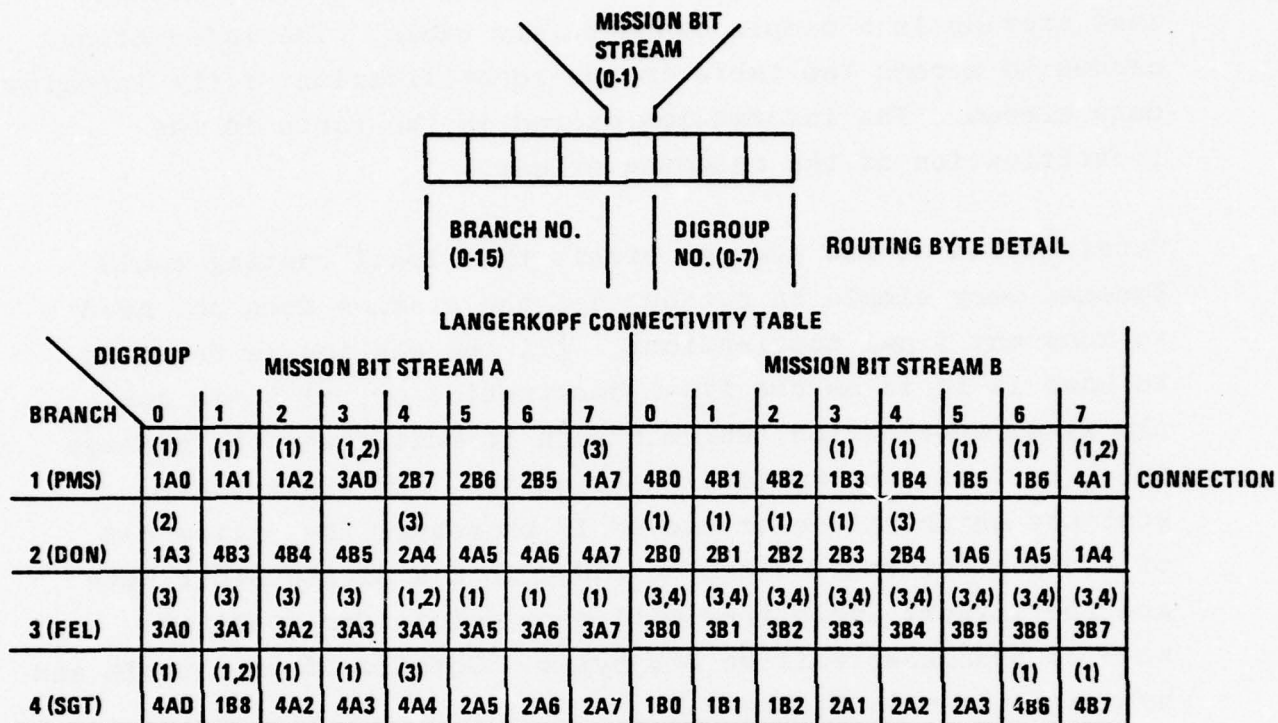 MISSION BIT
STREAM
(0-1)
BRANCH NO.
(0-15)
DIGROUP
NO. (0-7)
ROUTING BYTE DETAIL
LANGERKOPF CONNECTIVITY TABLE
DIGROUP MISSION BIT STREAM A MISSION BIT STREAM B
BRANCH 0 1 2 3 4 5 6 7 0 1 2 3 4 5 6 7
(1) (1) (1) (1,2) (3) (1) (1) (1) (1) (1,2)
1 (PMS) 1A0 1A1 1A2 3AD 2B7 2B6 2B5 1A7 4B0 4B1 4B2 1B3 1B4 1B5 1B6 4A1 CONNECTION
(2) (3) (1) (1) (1) (1) (3)
2 (DON) 1A3 4B3 4B4 4B5 2A4 4A5 4A6 4A7 2B0 2B1 2B2 2B3 2B4 1A6 1A5 1A4
(3) (3) (3) (3) (1,2) (1) (1) (1) (3,4) (3,4) (3,4) (3,4) (3,4) (3,4) (3,4) (3,4)
3 (FEL) 3A0 3A1 3A2 3A3 3A4 3A5 3A6 3A7 3B0 3B1 3B2 3B3 3B4 3B5 3B6 3B7
(1) (1,2) (1) (1) (3) (1) (1)
4 (SGT) 4AD 1B8 4A2 4A3 4A4 2A5 2A6 2A7 1B0 1B1 1B2 2A1 2A2 2A3 4B6 4B7